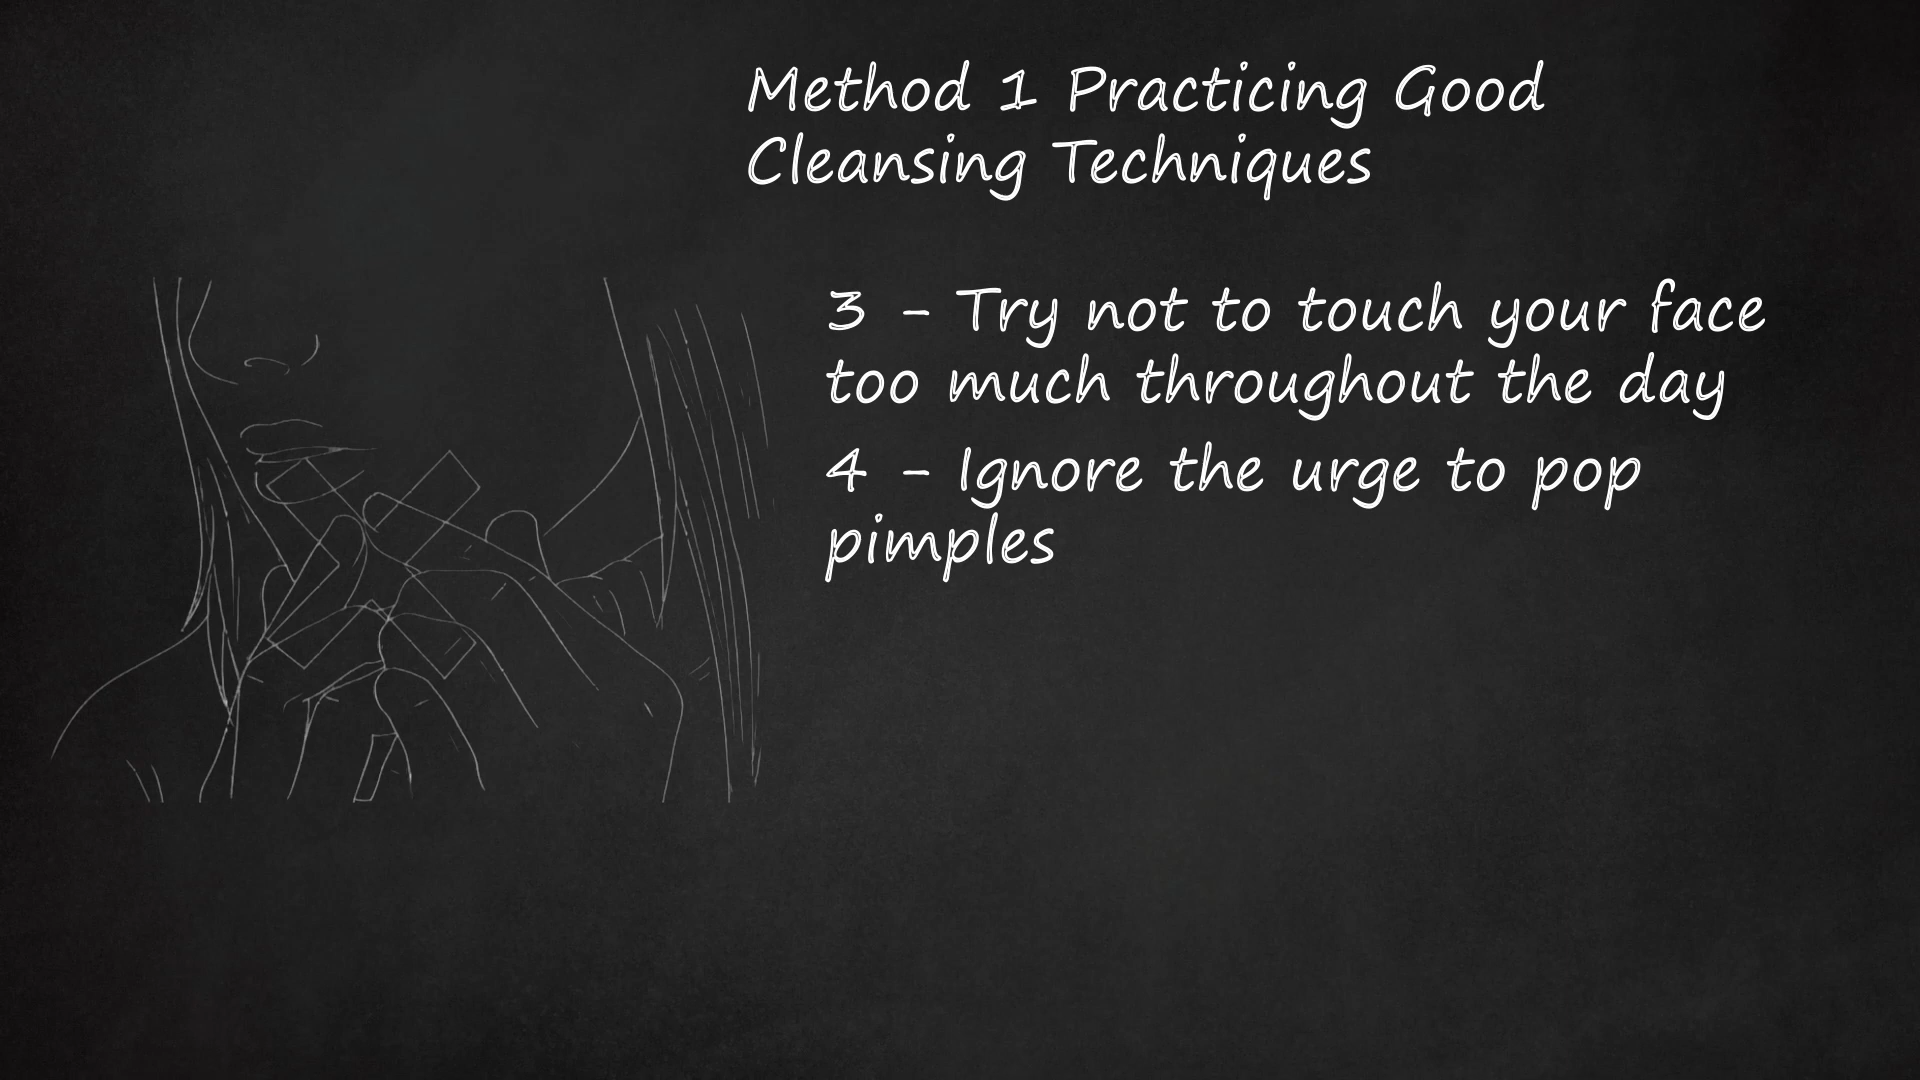 Method 1 Practicing Good
Cleansing Techniques
3 - Try not to touch your face
too much throughout the day
4 - Ignore the urge to pop
pimples